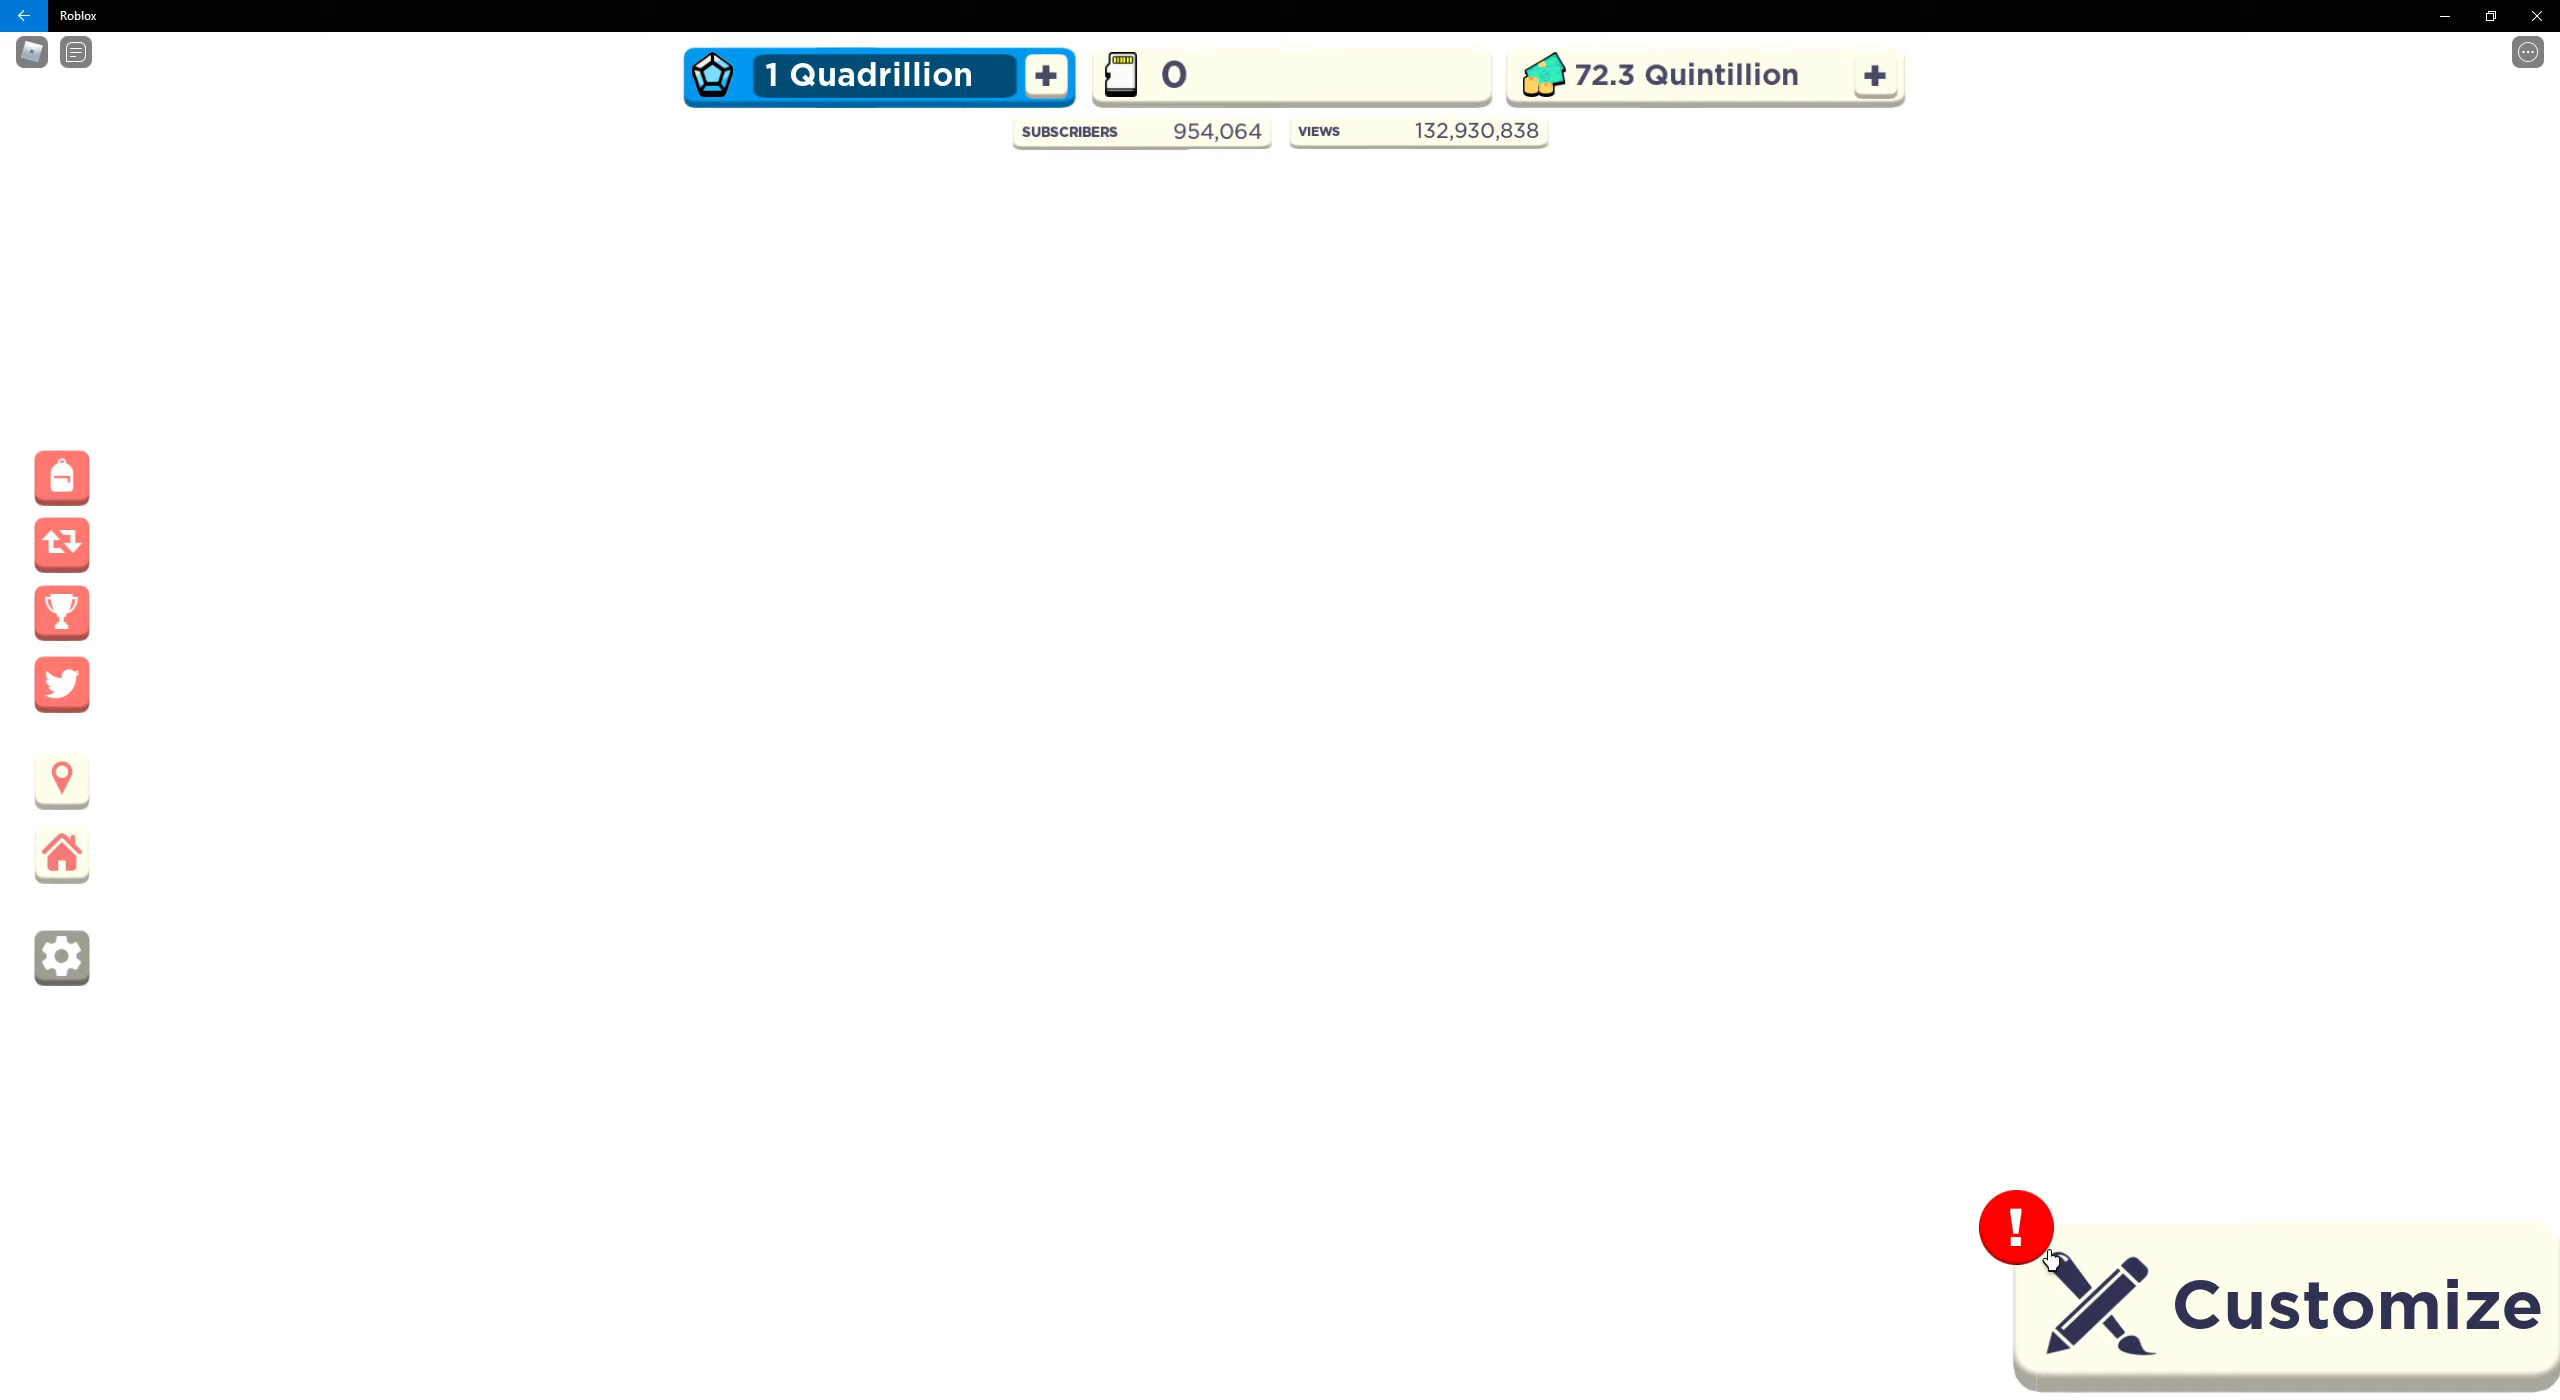 Roblox
1 Quadrillion
0
72.3 Quintillion
SUBSCRIBERS 954,064
VIEWS 132,930,838
!
Customize